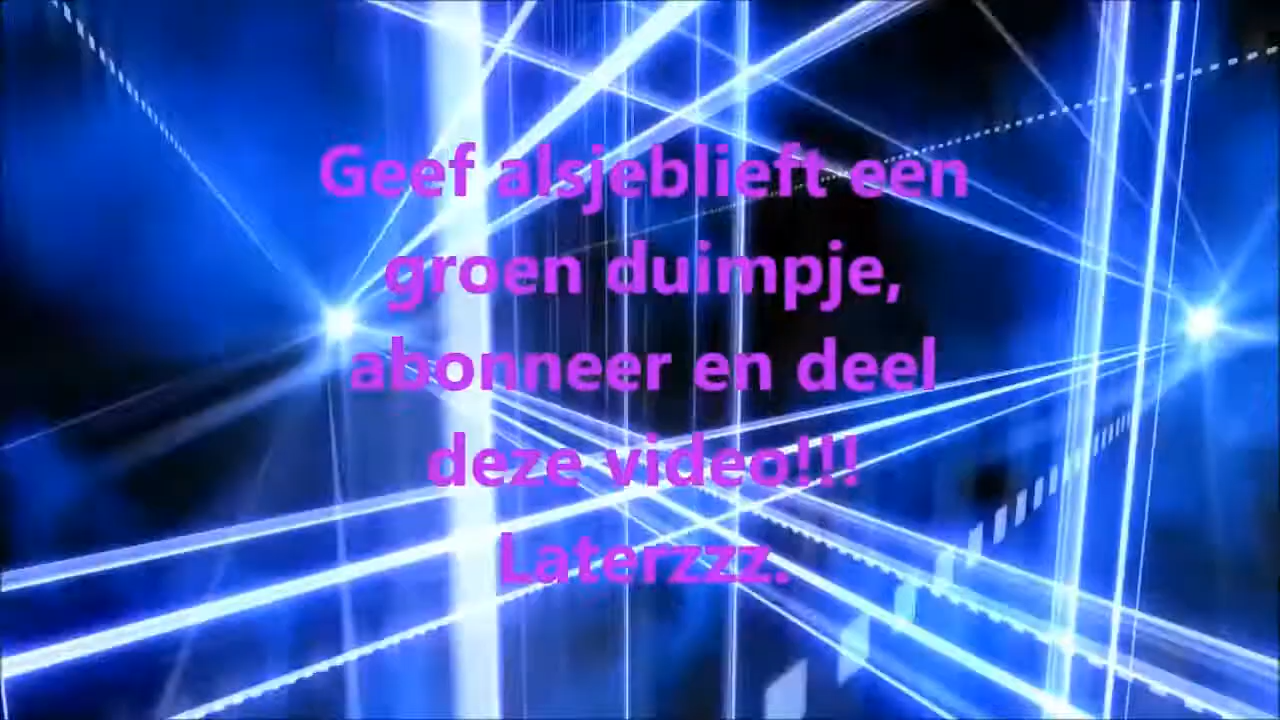 Geef alsjeblieft een
groen duimpje,
abonneer en deel
deze video!!!
Laterzzz.